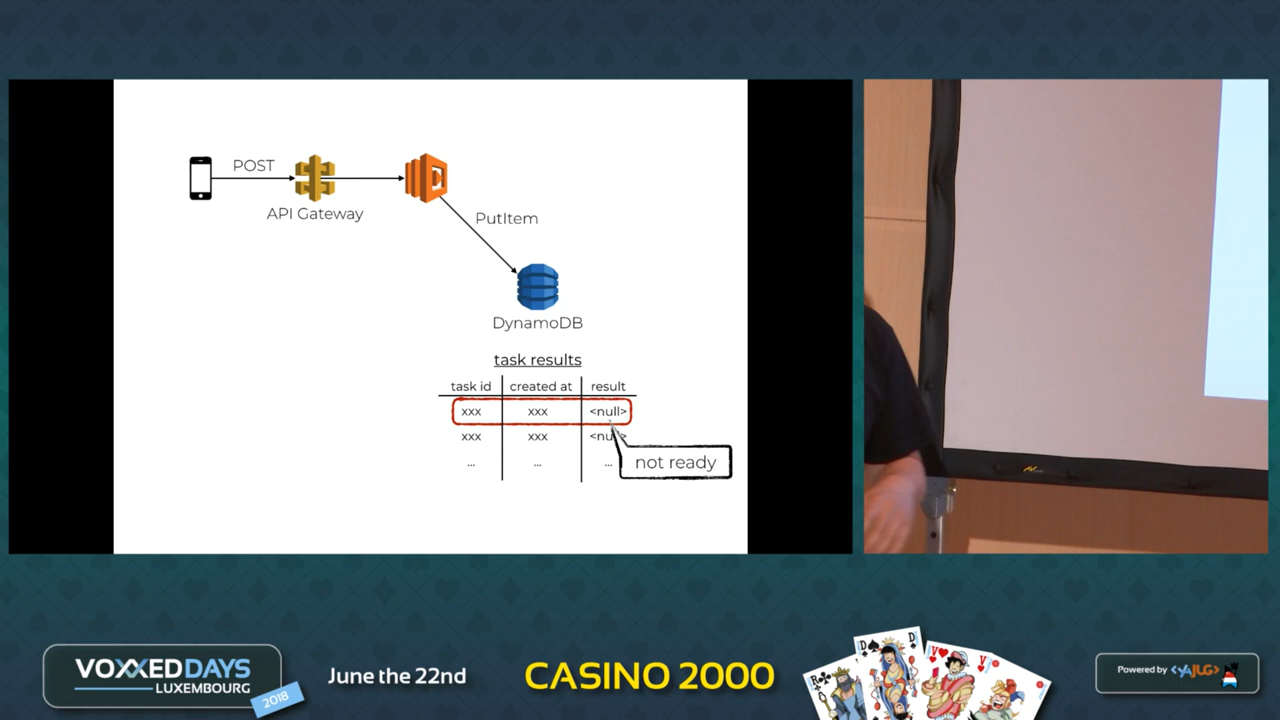 POST
API Gateway
PutItem
DynamoDB
task results
task id created at result
xxx xxx <null>
xxx xxx
... ... ...
not ready
VOXXED DAYS
LUXEMBOURG
2018
June the 22nd
CASINO 2000
Powered by <YAJUG>
R
D D
V V